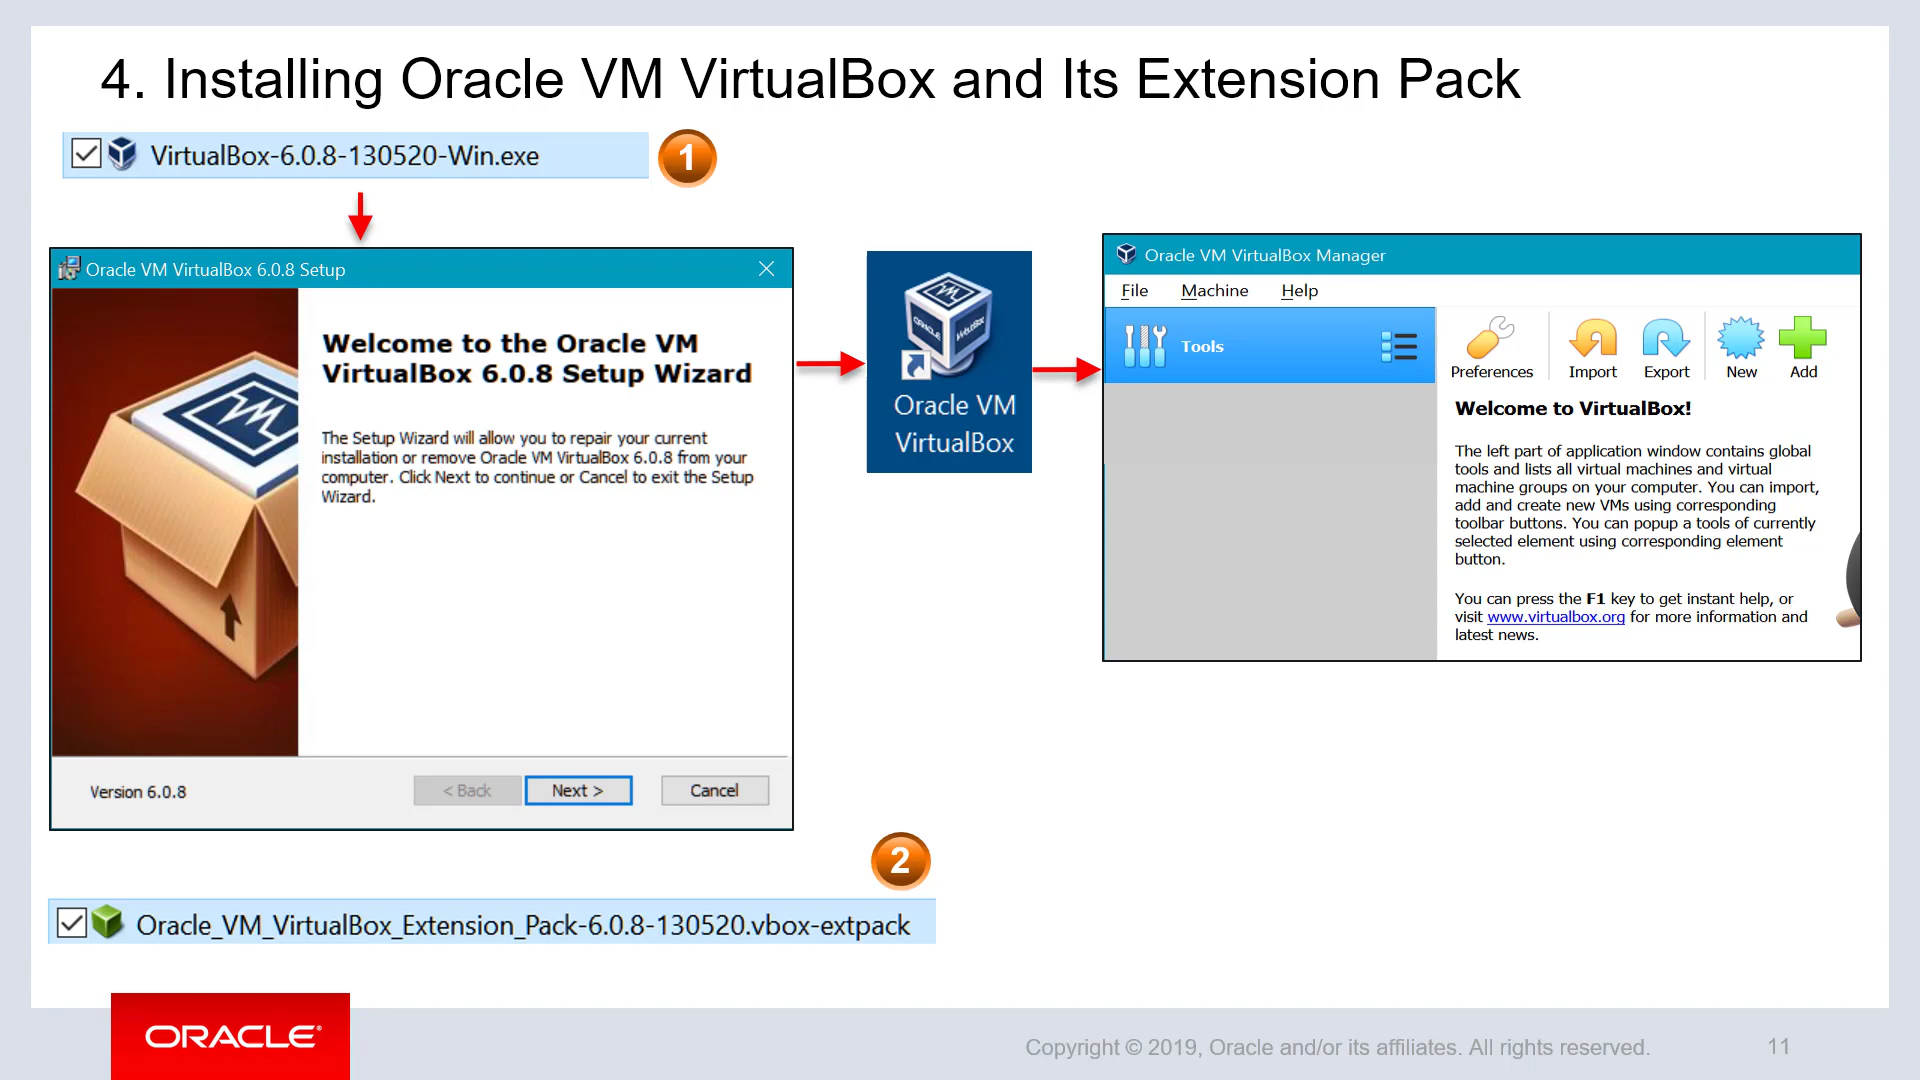 4. Installing Oracle VM VirtualBox and Its Extension Pack
VirtualBox-6.0.8-130520-Win.exe
1
Oracle VM VirtualBox 6.0.8 Setup
Welcome to the Oracle VM
VirtualBox 6.0.8 Setup Wizard
The Setup Wizard will allow you to repair your current
installation or remove Oracle VM VirtualBox 6.0.8 from your
computer. Click Next to continue or Cancel to exit the Setup
Wizard.
Version 6.0.8
< Back
Next >
Cancel
ORACLE
VirtualBox
Oracle VM
VirtualBox
Oracle VM VirtualBox Manager
File Machine Help
Tools
Preferences Import Export New Add
Welcome to VirtualBox!
The left part of application window contains global
tools and lists all virtual machines and virtual
machine groups on your computer. You can import,
add and create new VMs using corresponding
toolbar buttons. You can popup a tools of currently
selected element using corresponding element
button.
You can press the F1 key to get instant help, or
visit www.virtualbox.org for more information and
latest news.
2
Oracle_VM_VirtualBox_Extension_Pack-6.0.8-130520.vbox-extpack
ORACLE®
Copyright © 2019, Oracle and/or its affiliates. All rights reserved.
11